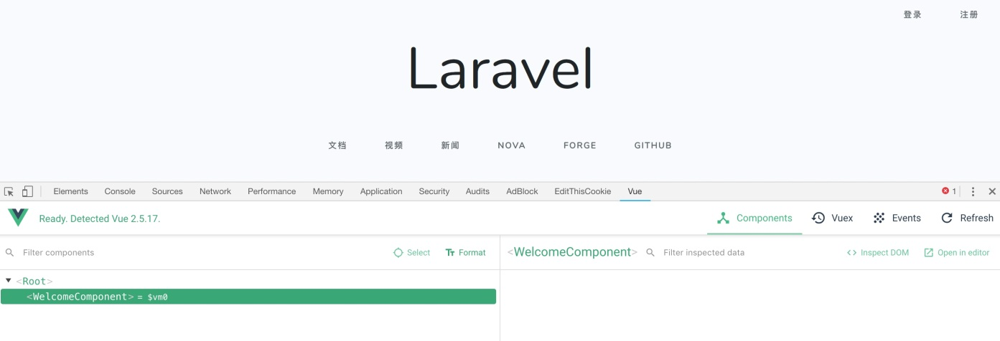 登录 注册
Laravel
文档 视频 新闻 NOVA FORGE GITHUB
Elements Console Sources Network Performance Memory Application Security Audits AdBlock EditThisCookie Vue 1
Ready. Detected Vue 2.5.17. Components Vuex Events Refresh
Filter components Select Format <WelcomeComponent> Filter inspected data Inspect DOM Open in editor
<Root>
<WelcomeComponent> = $vm0